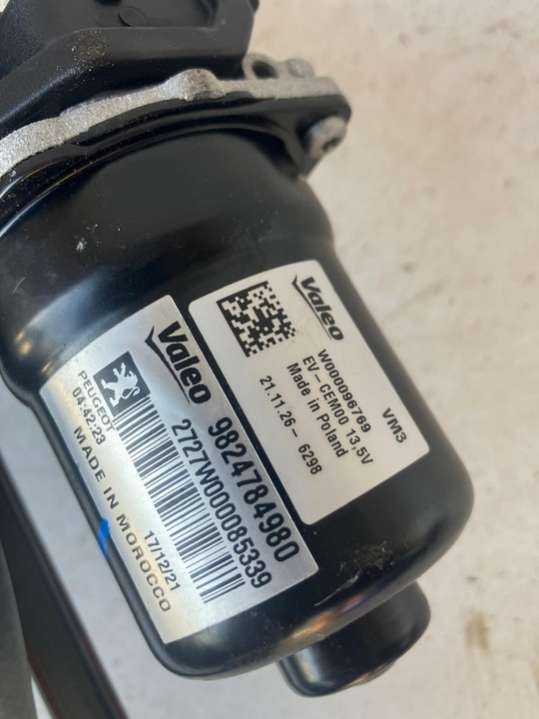 Valeo
W000096769
EV-CEM00 13,5V
Made in Poland
21.11.26- 6298
VM3
Valeo
9824784980
2727W000085339
PEUGEOT
04:42:23
17/12/21
MADE IN MOROCCO